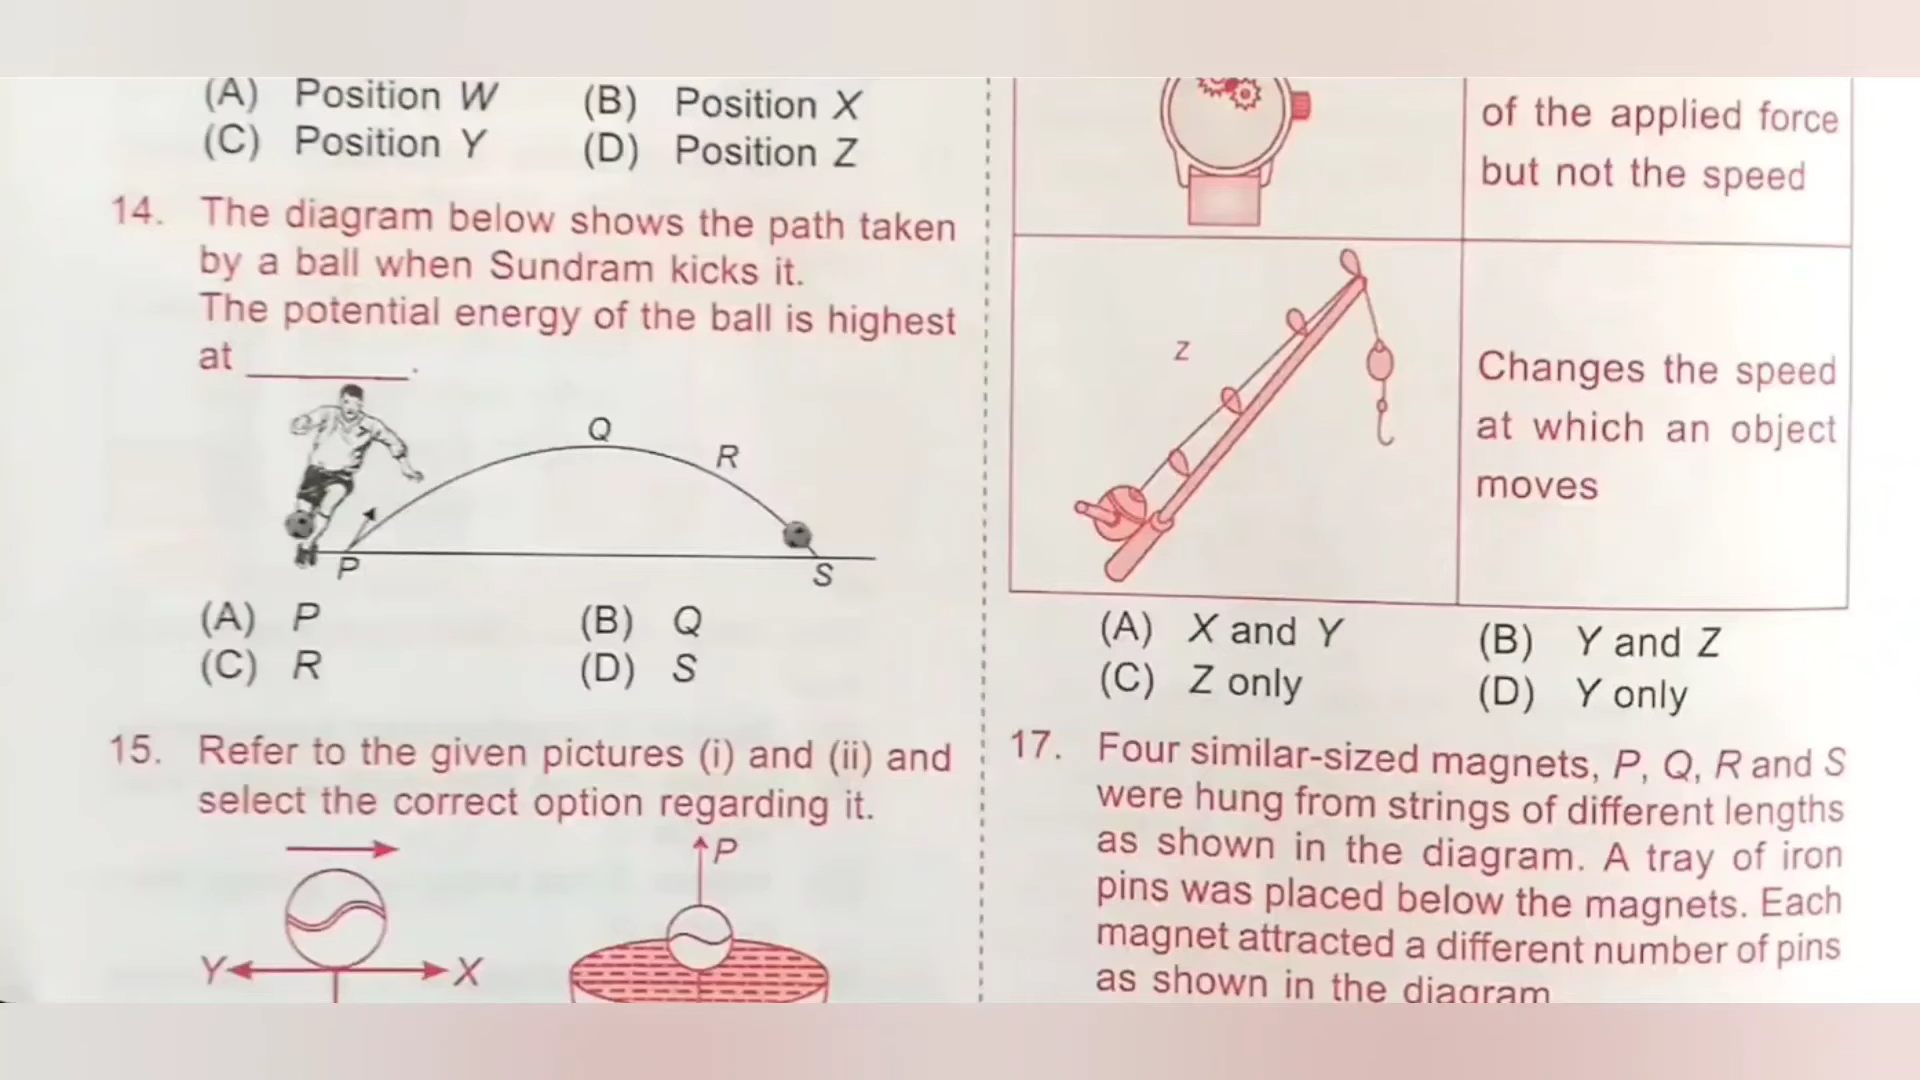 (A) Position W (B) Position X
(C) Position Y (D) Position Z
14. The diagram below shows the path taken
by a ball when Sundram kicks it.
The potential energy of the ball is highest
at ________.
Q
R
P
S
(A) P (B) Q
(C) R (D) S
15. Refer to the given pictures (i) and (ii) and
select the correct option regarding it.
P
Y X
of the applied force
but not the speed
Z
Changes the speed
at which an object
moves
(A) X and Y (B) Y and Z
(C) Z only (D) Y only
17. Four similar-sized magnets, P, Q, R and S
were hung from strings of different lengths
as shown in the diagram. A tray of iron
pins was placed below the magnets. Each
magnet attracted a different number of pins
as shown in the diagram